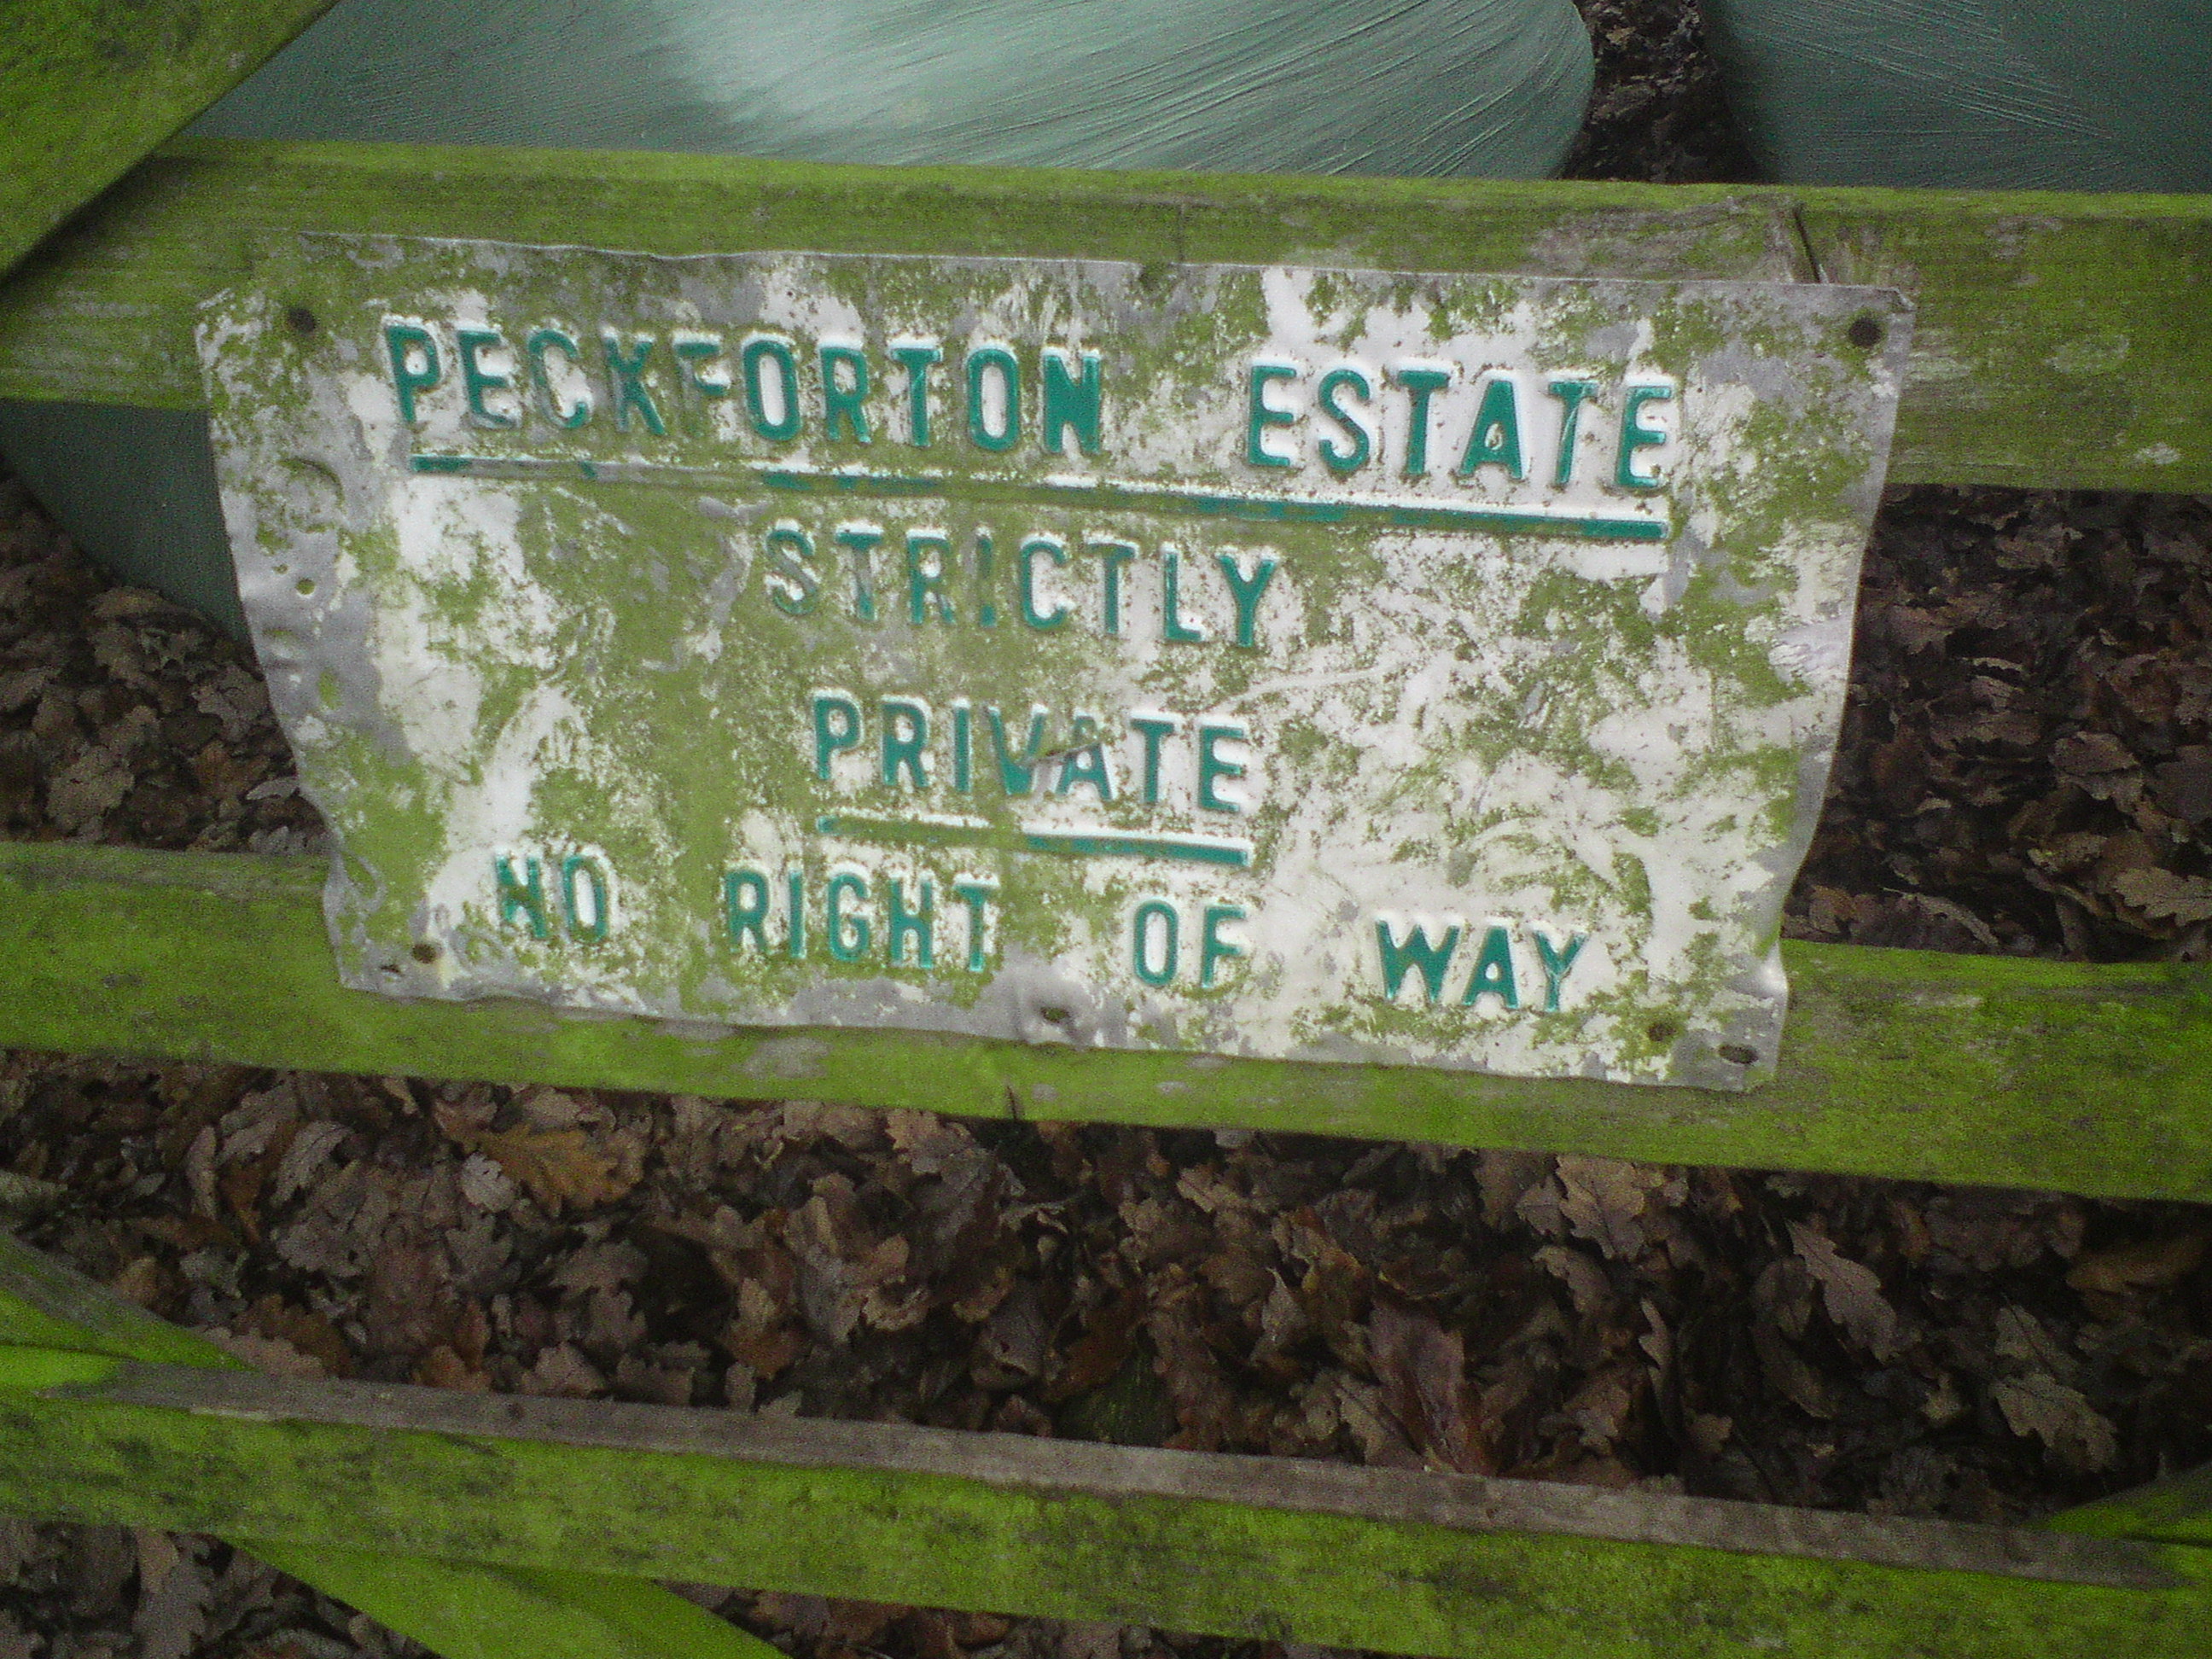 PECKFORTON ESTATE
STRICTLY
PRIVATE
NO RIGHT OF WAY